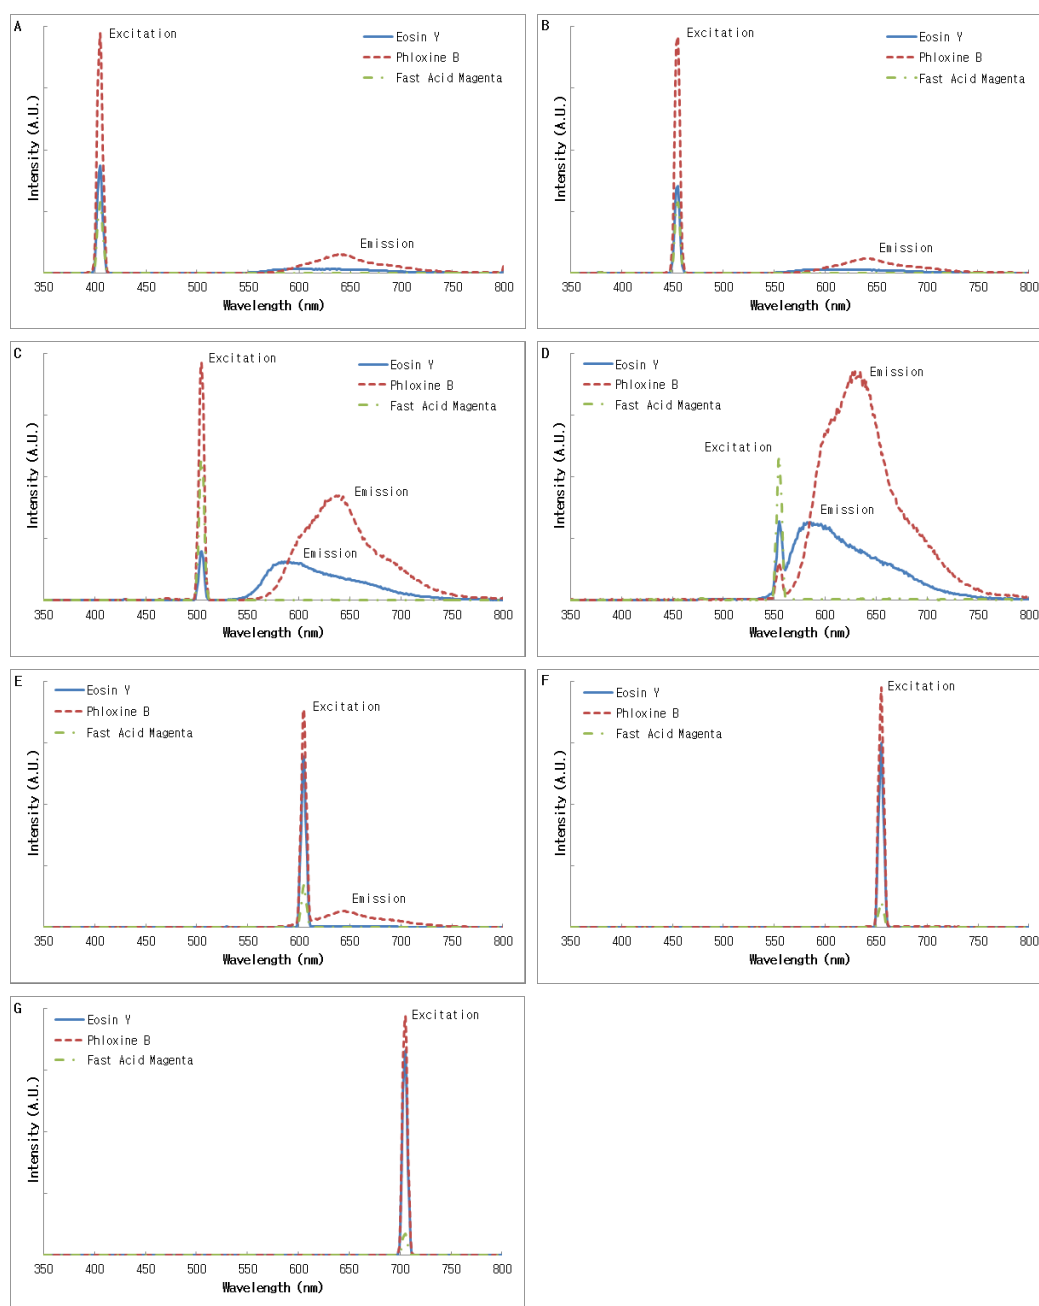 A
Excitation
Eosin Y
Phloxine B
Fast Acid Magenta
Intensity (A.U.)
Emission
350 400 450 500 550 600 650 700 750 800
Wavelength (nm)
B
Excitation
Eosin Y
Phloxine B
Fast Acid Magenta
Intensity (A.U.)
Emission
350 400 450 500 550 600 650 700 750 800
Wavelength (nm)
C
Excitation
Eosin Y
Phloxine B
Fast Acid Magenta
Intensity (A.U.)
Emission
Emission
350 400 450 500 550 600 650 700 750 800
Wavelength (nm)
D
Eosin Y
Phloxine B
Fast Acid Magenta
Emission
Excitation
Intensity (A.U.)
Emission
350 400 450 500 550 600 650 700 750 800
Wavelength (nm)
E
Eosin Y
Phloxine B
Fast Acid Magenta
Excitation
Intensity (A.U.)
Emission
350 400 450 500 550 600 650 700 750 800
Wavelength (nm)
F
Eosin Y
Phloxine B
Fast Acid Magenta
Excitation
Intensity (A.U.)
350 400 450 500 550 600 650 700 750 800
Wavelength (nm)
G
Eosin Y
Phloxine B
Fast Acid Magenta
Excitation
Intensity (A.U.)
350 400 450 500 550 600 650 700 750 800
Wavelength (nm)